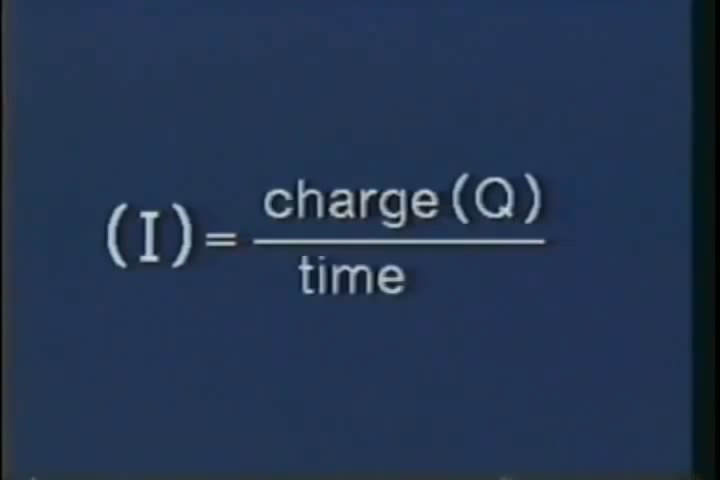 (I) = charge (Q)
time